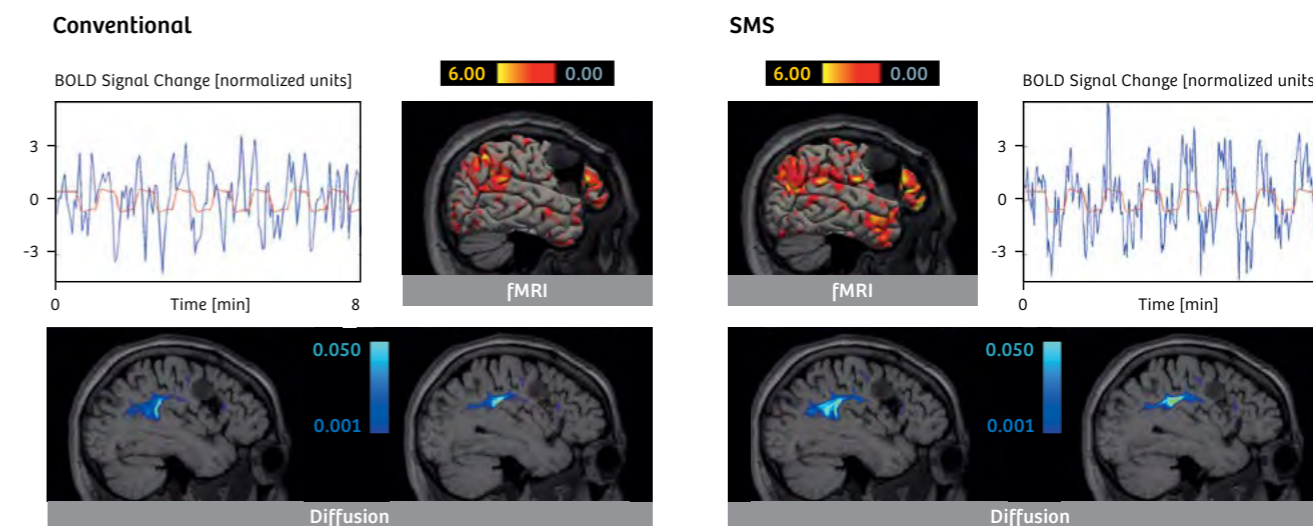 Conventional
BOLD Signal Change [normalized units]
3
0
-3
0
Time [min]
8
6.00 0.00
fMRI
0.050
0.001
Diffusion
SMS
6.00 0.00
fMRI
BOLD Signal Change [normalized units
3
0
-3
0
Time [min]
0.050
0.001
Diffusion